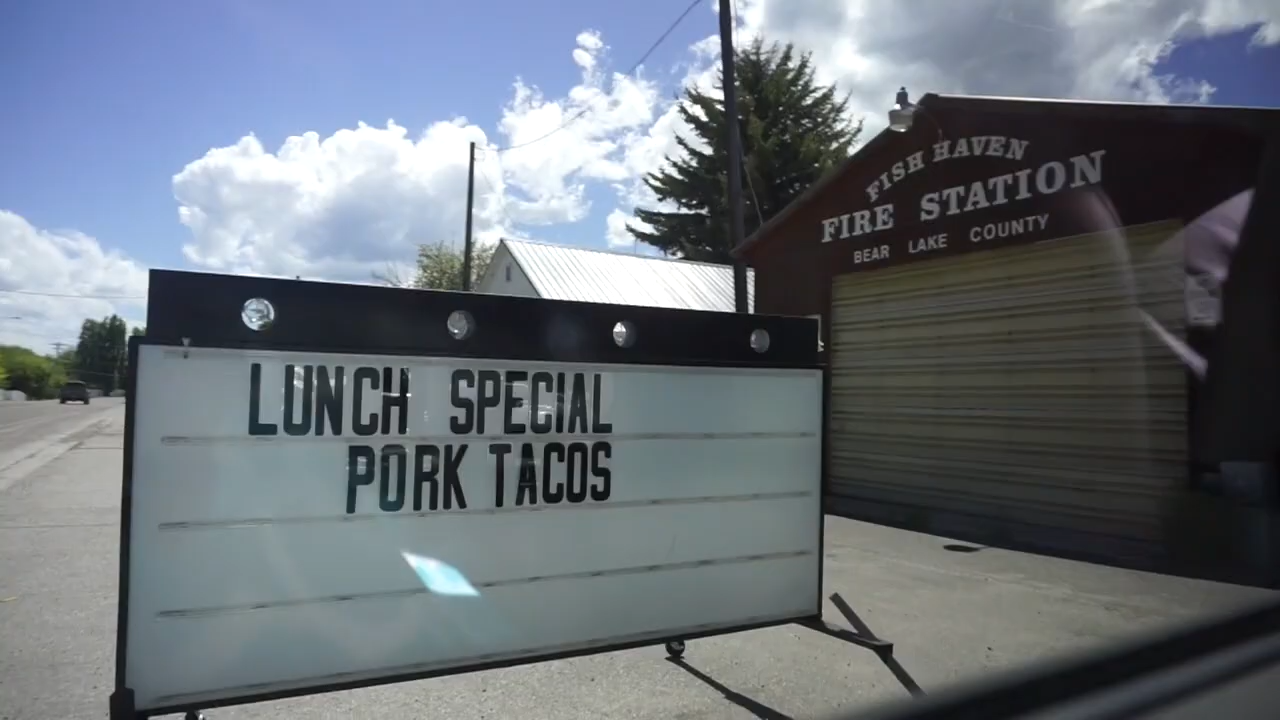 LUNCH SPECIAL
PORK TACOS
FISH HAVEN
FIRE STATION
BEAR LAKE COUNTY